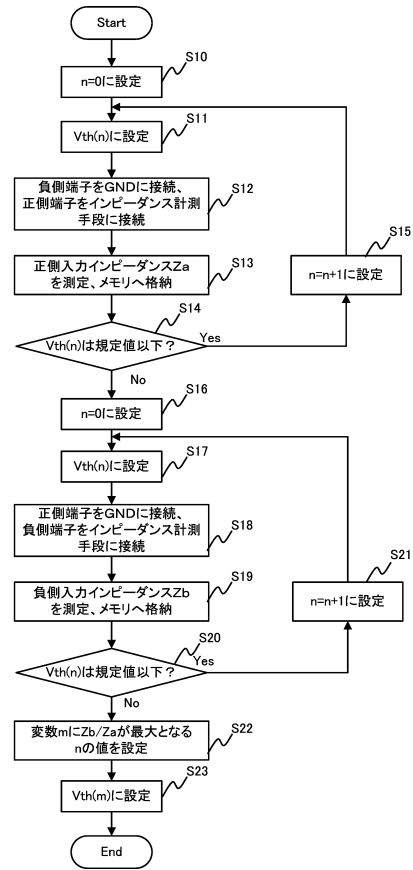 Start
S10
n=0に設定
S11
Vth(n)に設定
S12
負側端子をGNDに接続、
正側端子をインピーダンス計測
手段に接続
S15
n=n+1に設定
S13
正側入力インピーダンスZa
を測定、メモリへ格納
S14
Vth(n)は規定値以下？
Yes
No
S16
n=0に設定
S17
Vth(n)に設定
S18
正側端子をGNDに接続、
負側端子をインピーダンス計測
手段に接続
S21
n=n+1に設定
S19
負側入力インピーダンスZb
を測定、メモリへ格納
S20
Vth(n)は規定値以下？
Yes
No
S22
変数mにZb/Zaが最大となる
nの値を設定
S23
Vth(m)に設定
End